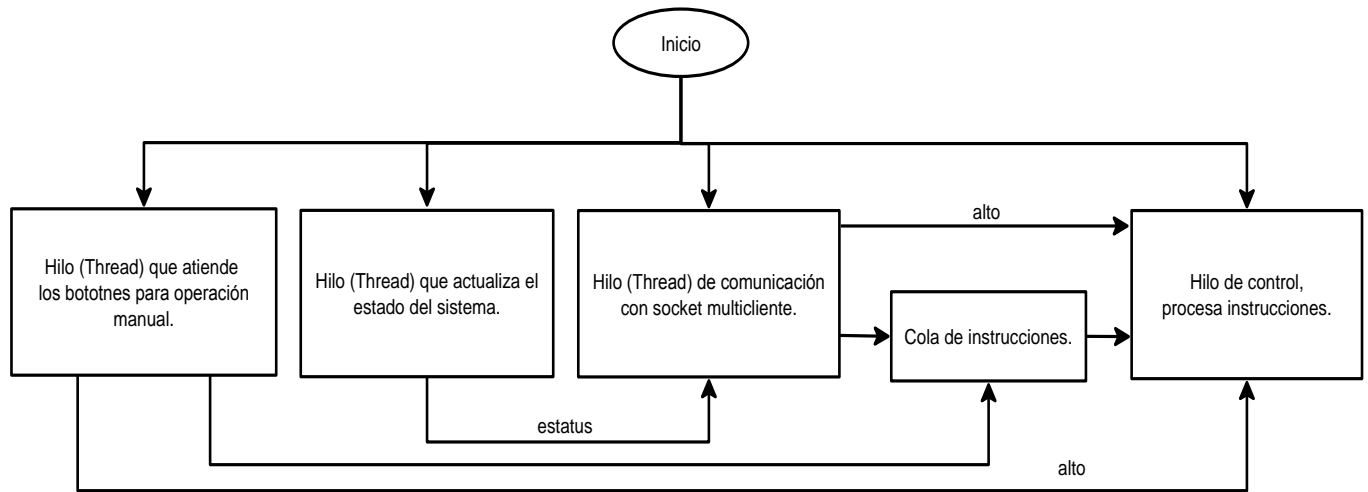 Inicio
alto
Hilo (Thread) que atiende
los bototnes para operación
manual.
Hilo (Thread) que actualiza el
estado del sistema.
Hilo (Thread) de comunicación
con socket multicliente.
Cola de instrucciones.
Hilo de control,
procesa instrucciones.
estatus
alto